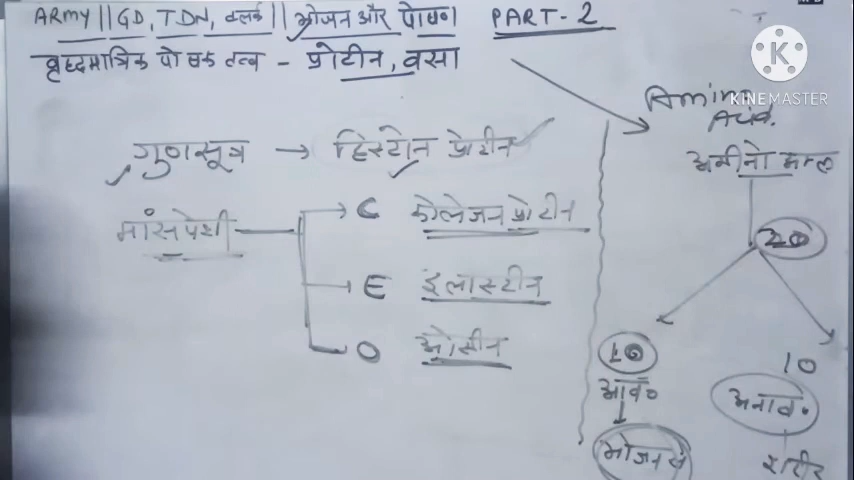 ARMY || GD, TDN, क्लर्क || भोजन और पोषण PART-2
वृहदमात्रिक पोषक तत्व - प्रोटीन, वसा
गुणसूत्र → हिस्टोन प्रोटीन
मांसपेशी
→ C कोलेजन प्रोटीन
→ E इलास्टीन
O ओसीन
Amino
Acid.
अमीनो अम्ल
20
10
आव०
भोजन से
10
अनाव०
शरीर
KINEMASTER